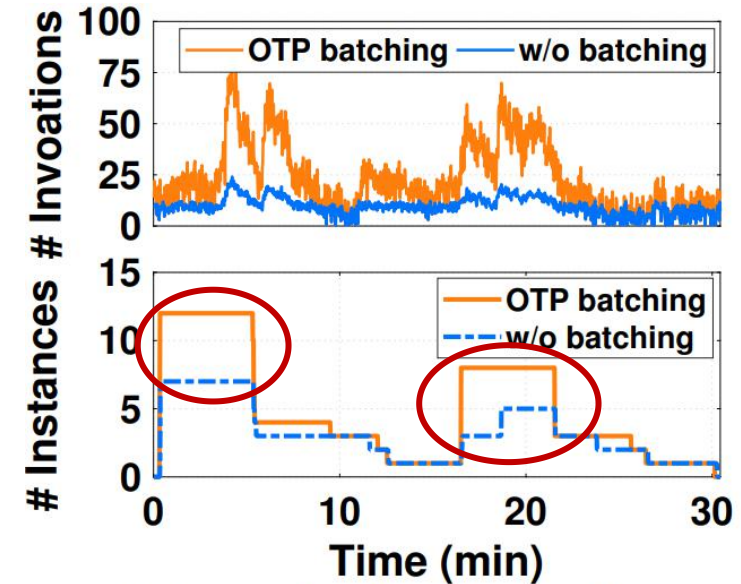 # Invoations
100
75
50
25
0
OTP batching w/o batching
# Instances
15
10
5
0
OTP batching
w/o batching
0 10 20 30
Time (min)